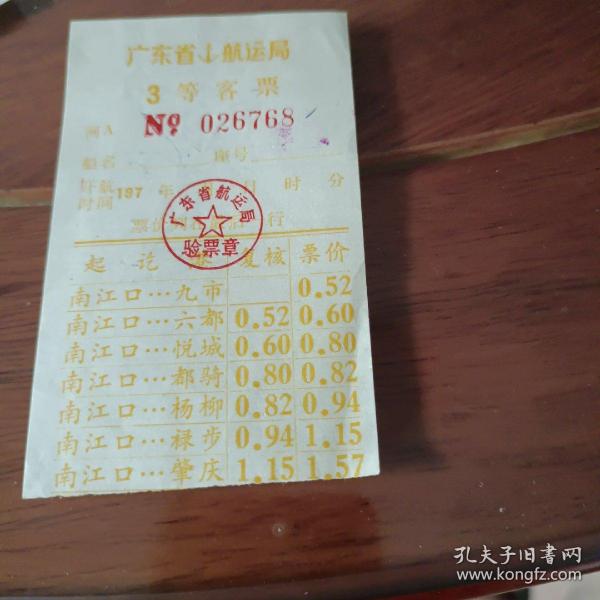 广东省航运局
3等客票
No 026768
船名 座号
开航时间 197 年 月 时 分
广东省航运局
验票章
起讫 复核 票价
南江口…九市 0.52
南江口…六都 0.52 0.60
南江口…悦城 0.60 0.80
南江口…都骑 0.80 0.82
南江口…杨柳 0.82 0.94
南江口…禄步 0.94 1.15
南江口…肇庆 1.15 1.57
孔夫子旧书网
www.kongfz.com